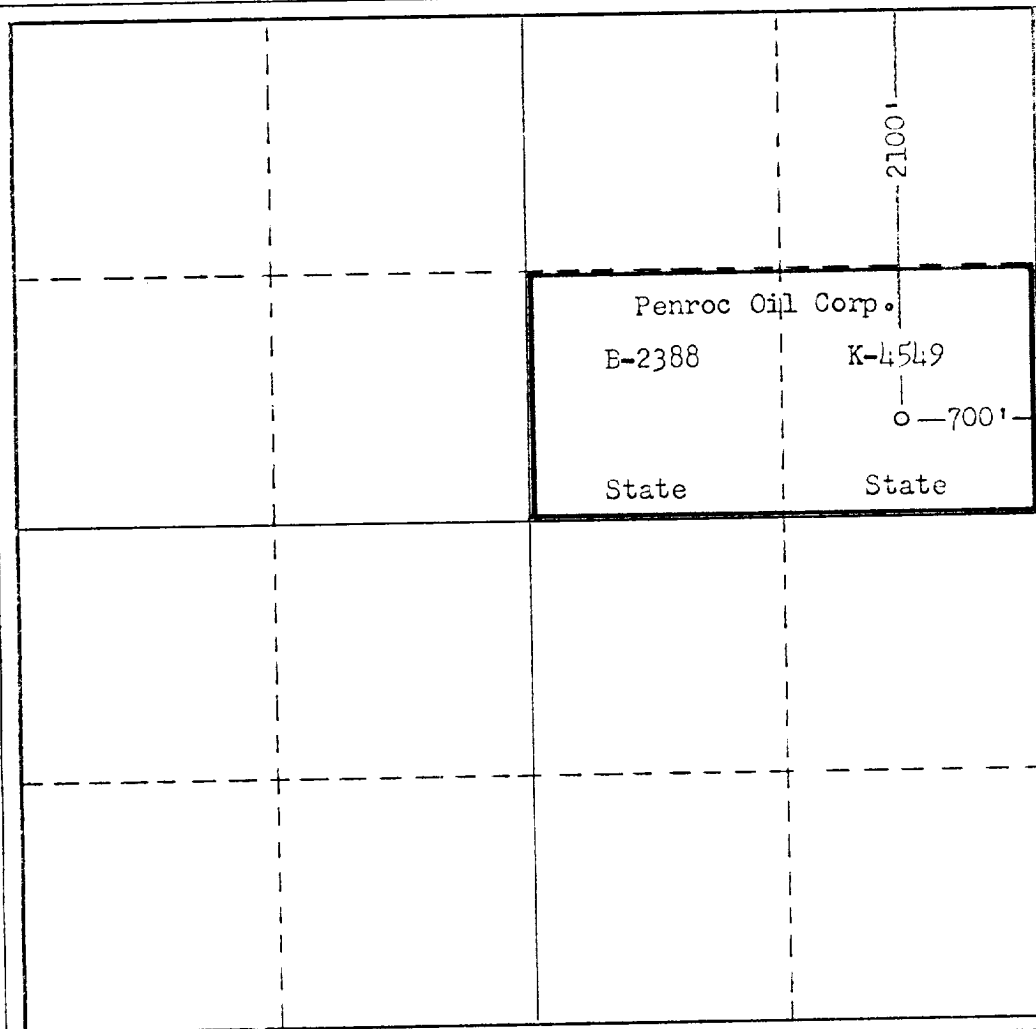 2100'
Penroc Oil Corp.
B-2388 K-4549
700'
State State